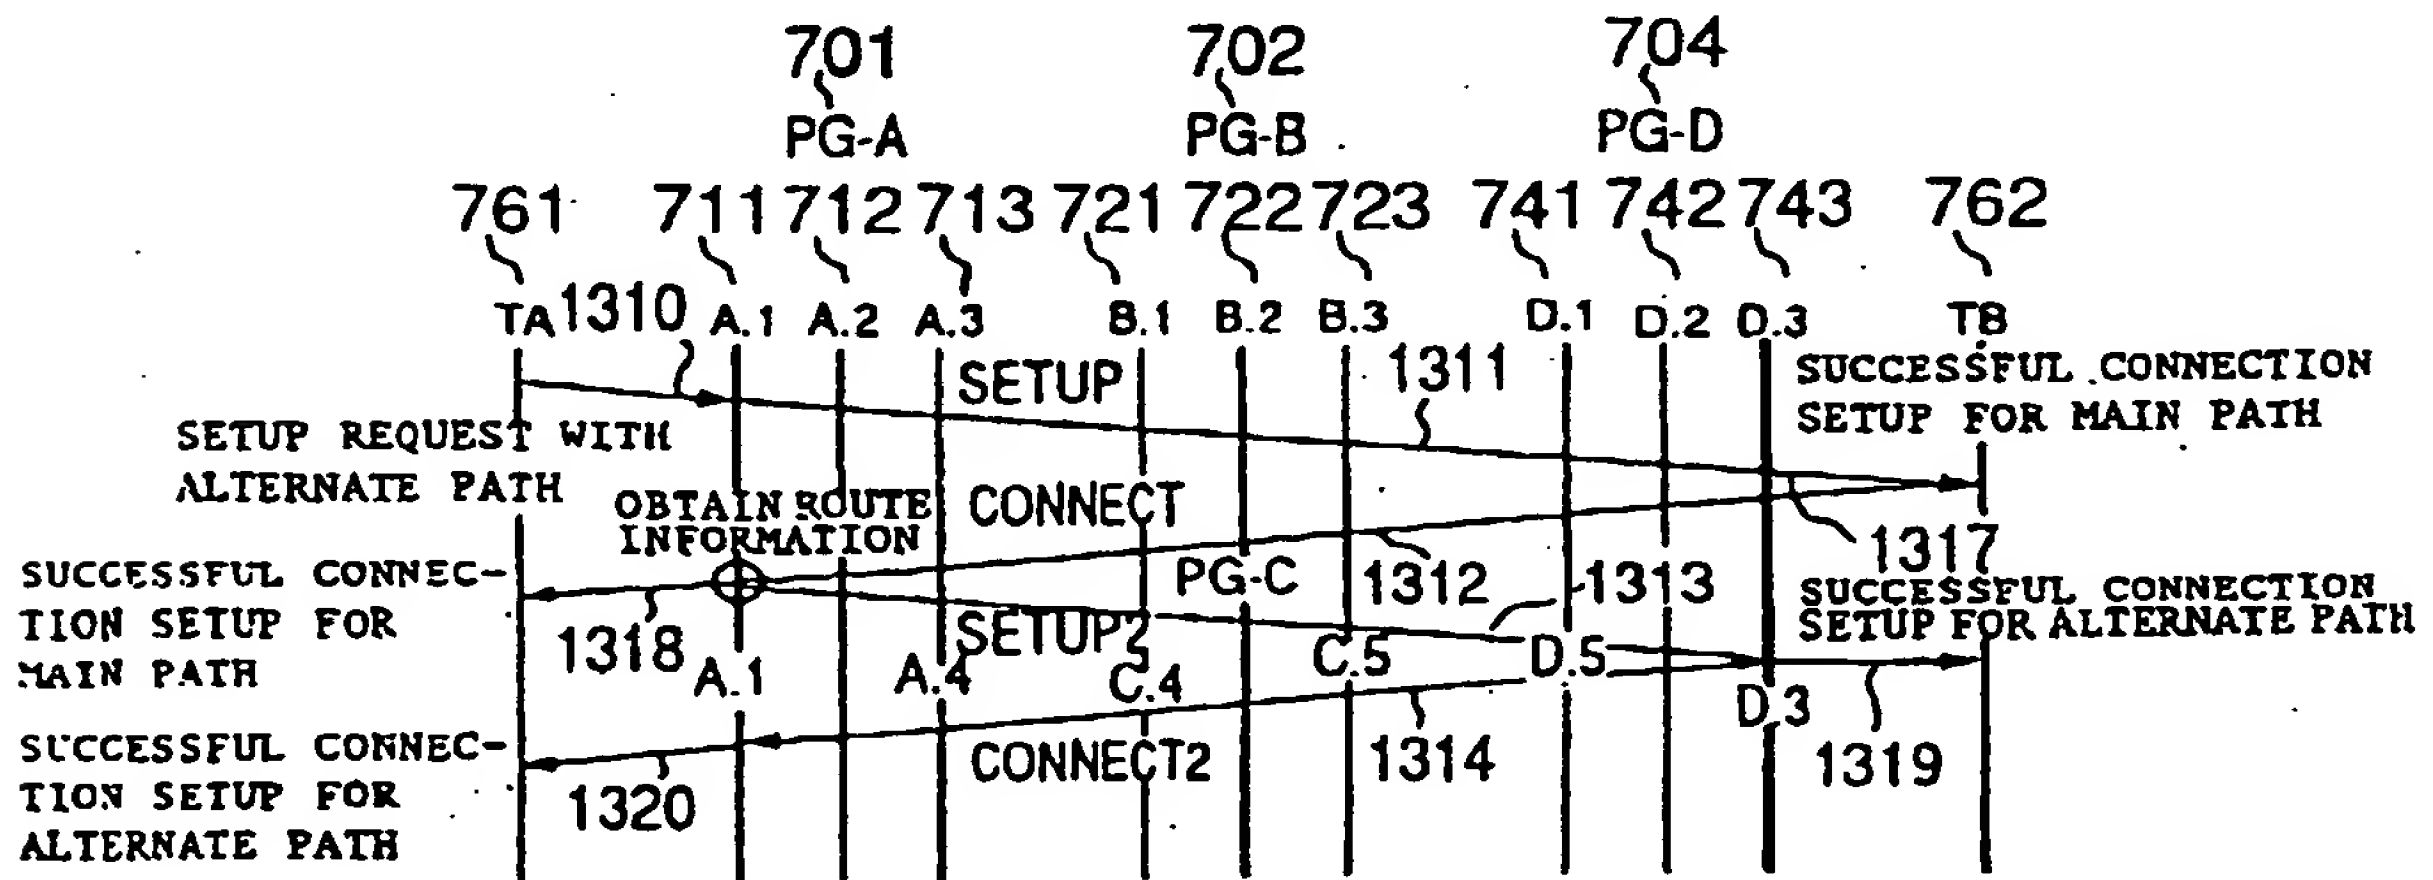 701 702 704
PG-A PG-B PG-D
761 711 712 713 721 722 723 741 742 743 762
TA 1310 A.1 A.2 A.3 B.1 B.2 B.3 D.1 D.2 D.3 TB
SETUP 1311
SUCCESSFUL CONNECTION
SETUP FOR MAIN PATH
SETUP REQUEST WITH
ALTERNATE PATH
OBTAIN ROUTE
INFORMATION
CONNECT
1317
SUCCESSFUL CONNEC-
TION SETUP FOR
MAIN PATH
PG-C 1312 1313
SUCCESSFUL CONNECTION
SETUP FOR ALTERNATE PATH
1318 SETUP2
A.1 A.4 C.4 C.5 D.5 D.3
SUCCESSFUL CONNEC-
TION SETUP FOR
ALTERNATE PATH
1320 CONNECT2 1314 1319